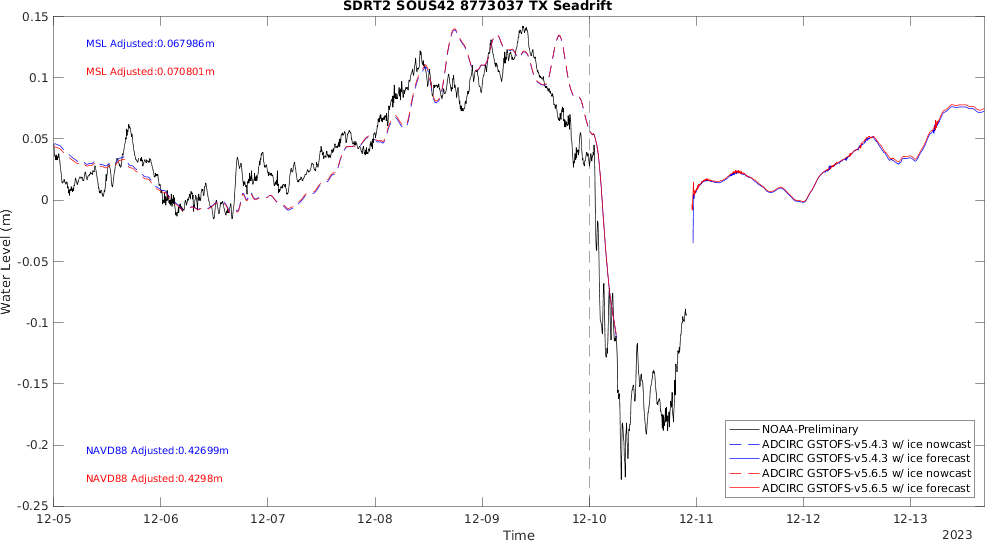 SDRT2 SOUS42 8773037 TX Seadrift
0.15
0.1
0.05
0
-0.05
-0.1
-0.15
-0.2
-0.25
Water Level (m)
MSL Adjusted:0.067986m
MSL Adjusted:0.070801m
NAVD88 Adjusted:0.42699m
NAVD88 Adjusted:0.4298m
NOAA-Preliminary
ADCIRC GSTOFS-v5.4.3 w/ ice nowcast
ADCIRC GSTOFS-v5.4.3 w/ ice forecast
ADCIRC GSTOFS-v5.6.5 w/ ice nowcast
ADCIRC GSTOFS-v5.6.5 w/ ice forecast
12-05 12-06 12-07 12-08 12-09 12-10 12-11 12-12 12-13
Time
2023